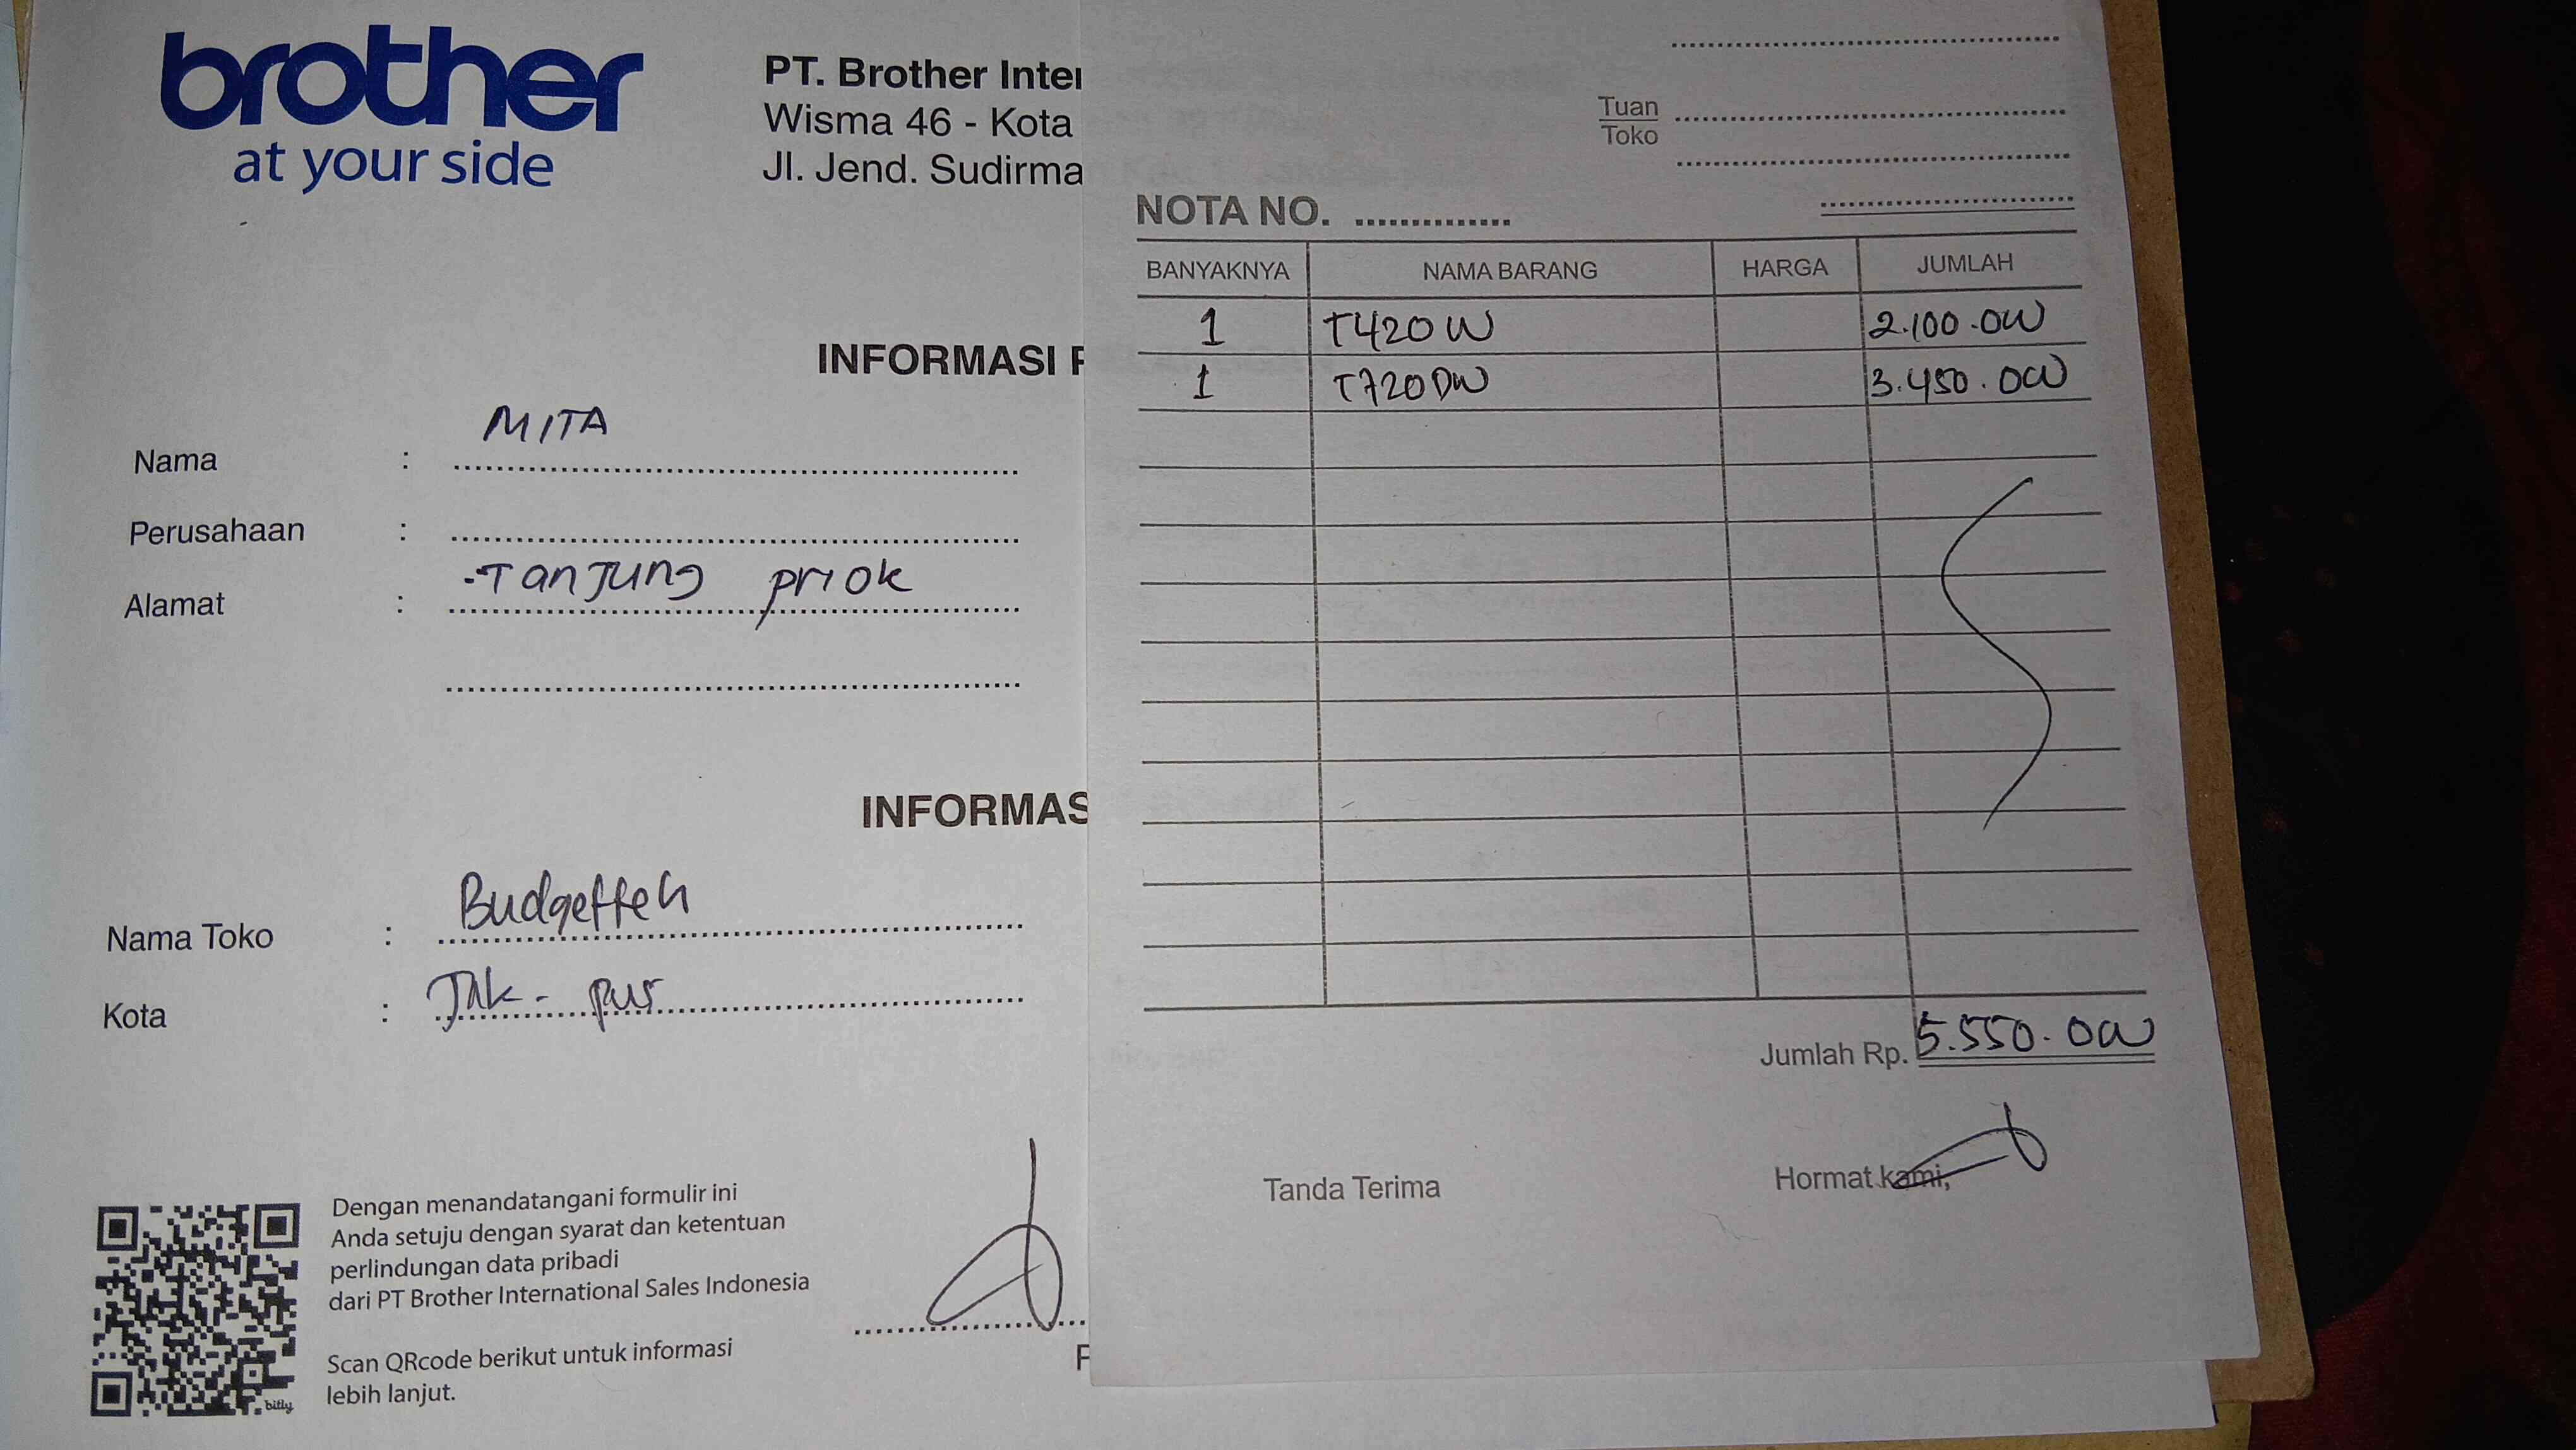 brother
at your side
PT. Brother Inter
Wisma 46 - Kota
Jl. Jend. Sudirma
INFORMASI P
Nama : MITA
Perusahaan :
Alamat : Tanjung priok
INFORMAS
Nama Toko : Budgettech
Kota : Jak - pus
Dengan menandatangani formulir ini
Anda setuju dengan syarat dan ketentuan
perlindungan data pribadi
dari PT Brother International Sales Indonesia
Scan QRcode berikut untuk informasi
lebih lanjut.
bitly
Tuan
Toko
NOTA NO.
BANYAKNYA NAMA BARANG HARGA JUMLAH
1 T420W 2.100.000
1 T720DW 3.450.000
Jumlah Rp. 5.550.000
Tanda Terima Hormat kami,